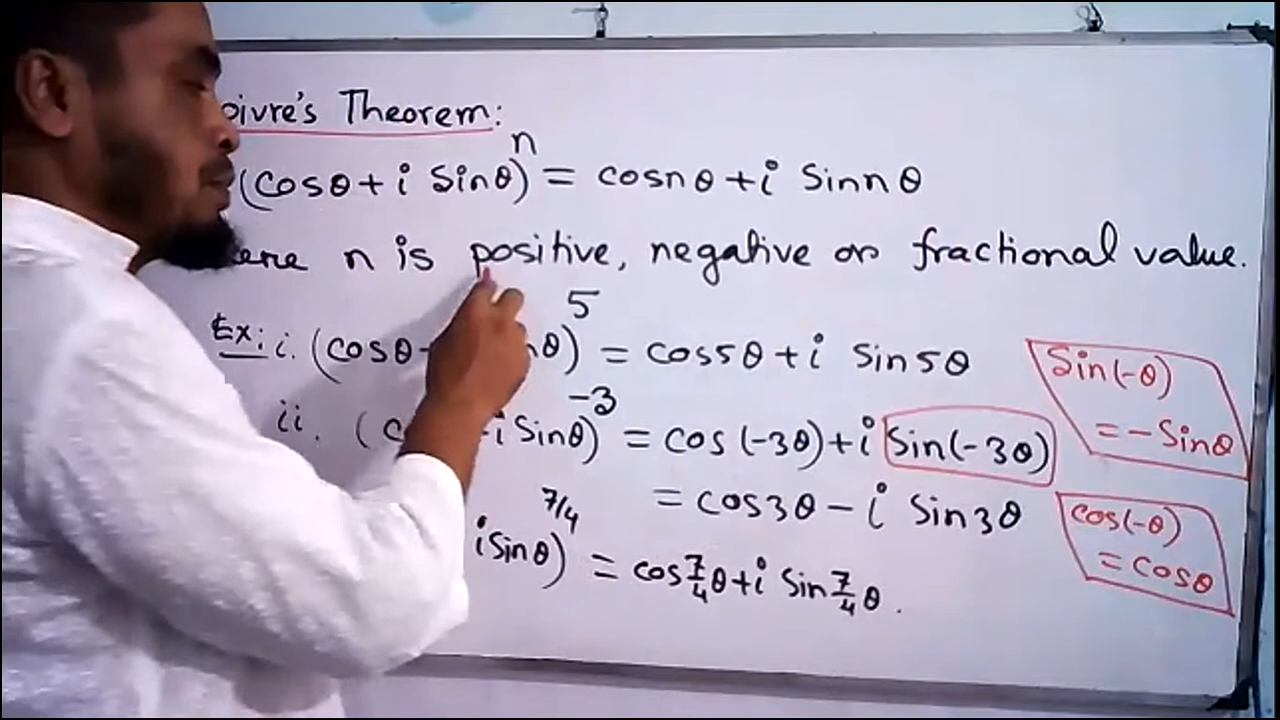 oivre's Theorem:
(cosθ + i Sinθ)^n = cosnθ + i Sinnθ
n is positive, negative or fractional value.
Ex: i. (cosθ θ)^5 = cos5θ + i Sin5θ
ii. ( i Sinθ)^-3 = cos(-3θ) + i Sin(-3θ)
= cos3θ - i Sin3θ
i Sinθ)^7/4 = cos 7/4 θ + i Sin 7/4 θ.
Sin(-θ)
= -Sinθ
cos(-θ)
= cosθ